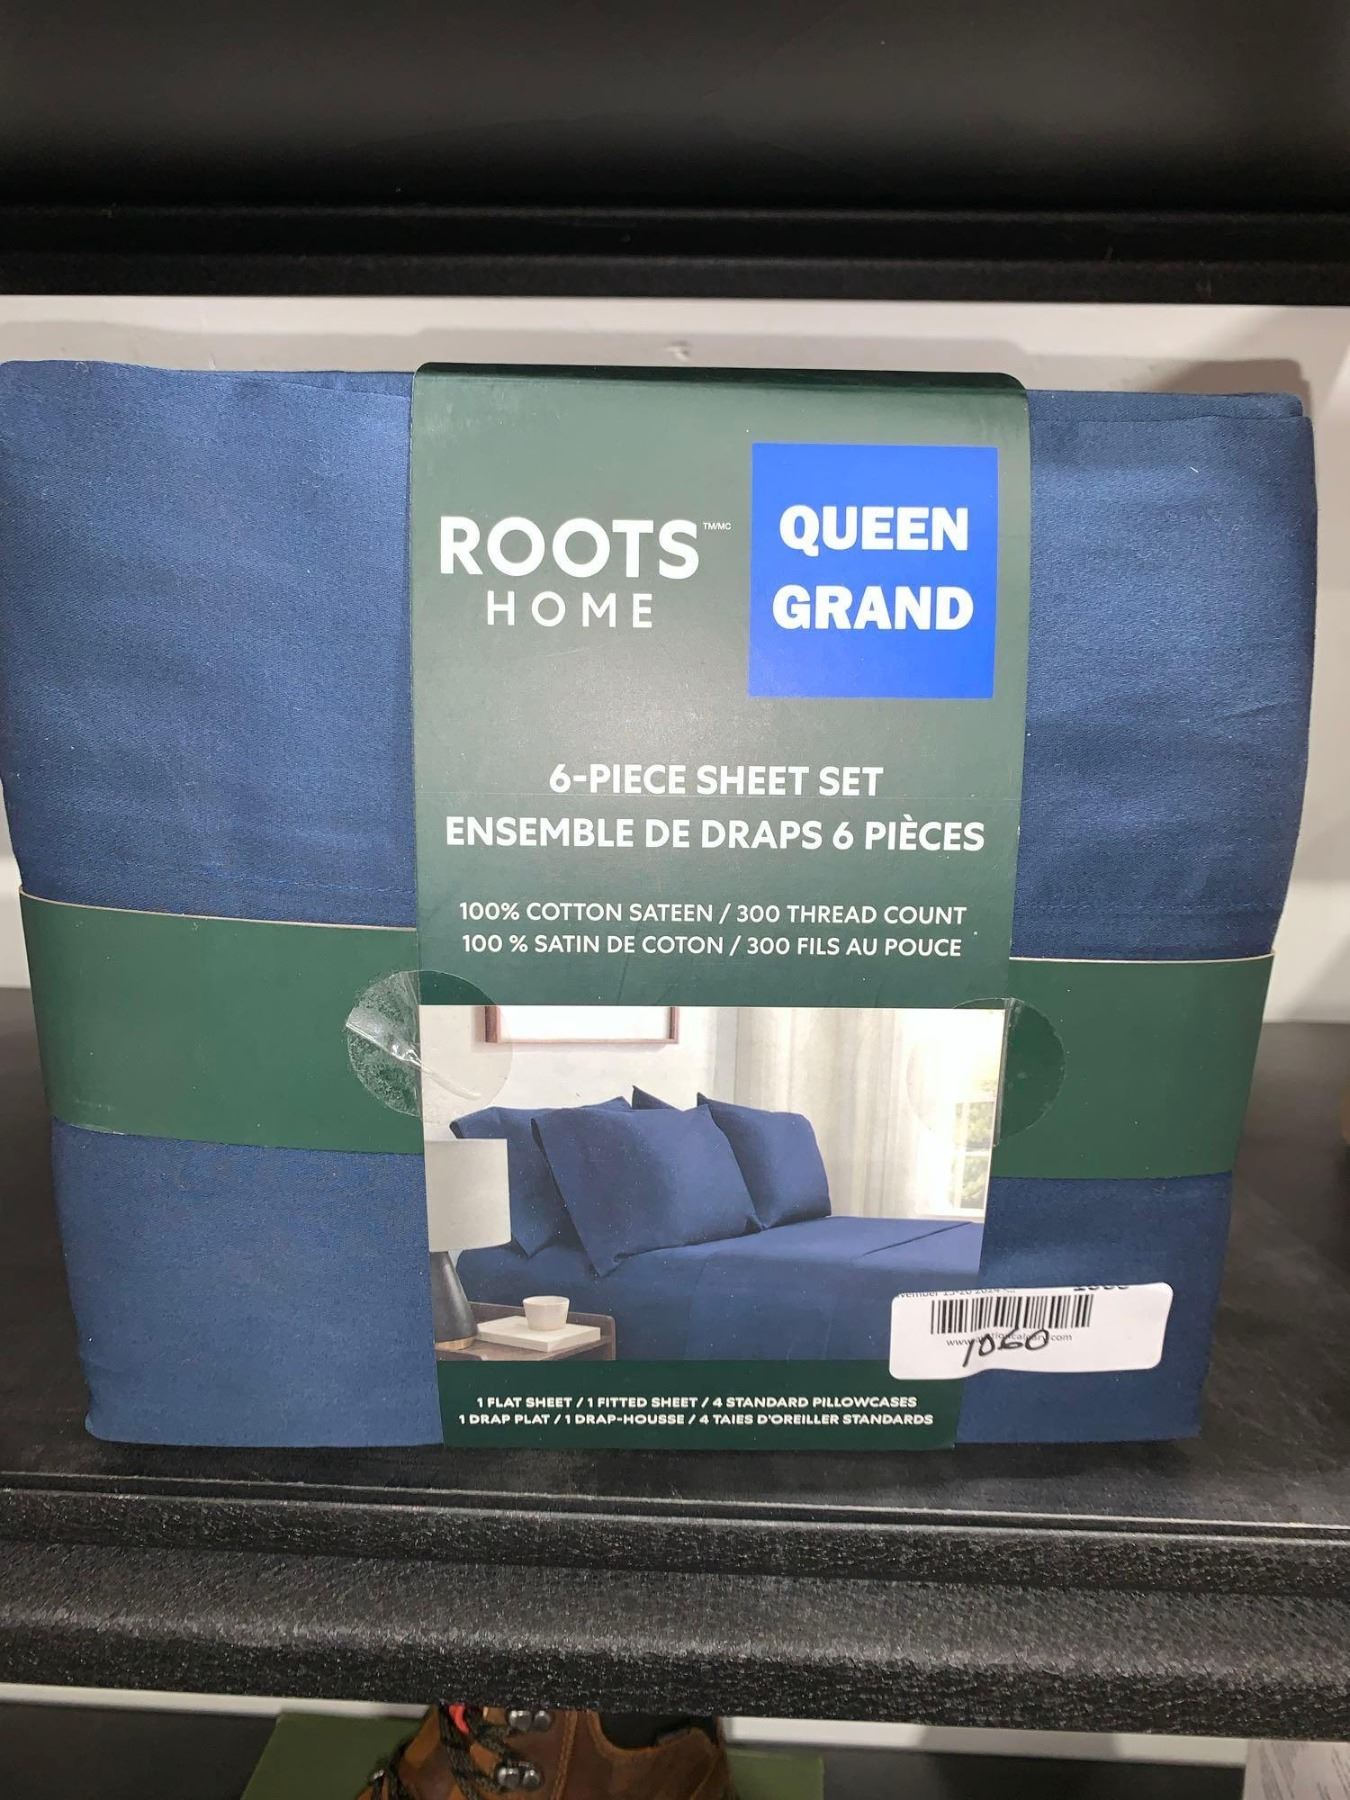 ROOTS TM/MC
HOME
QUEEN
GRAND
6-PIECE SHEET SET
ENSEMBLE DE DRAPS 6 PIÈCES
100% COTTON SATEEN / 300 THREAD COUNT
100 % SATIN DE COTON / 300 FILS AU POUCE
1060
1 FLAT SHEET / 1 FITTED SHEET / 4 STANDARD PILLOWCASES
1 DRAP PLAT / 1 DRAP-HOUSSE / 4 TAIES D'OREILLER STANDARDS